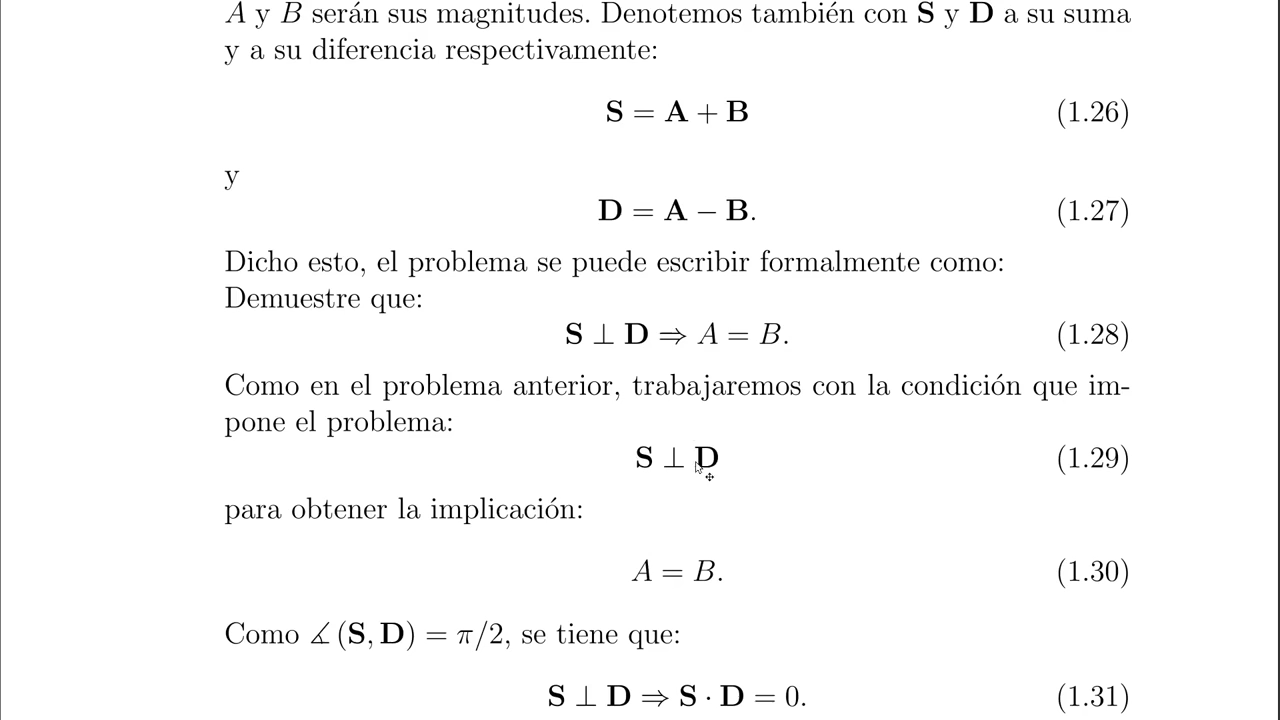 A y B serán sus magnitudes. Denotemos también con S y D a su suma
y a su diferencia respectivamente:
S = A + B (1.26)
y
D = A − B. (1.27)
Dicho esto, el problema se puede escribir formalmente como:
Demuestre que:
S ⊥ D ⇒ A = B. (1.28)
Como en el problema anterior, trabajaremos con la condición que im-
pone el problema:
S ⊥ D (1.29)
para obtener la implicación:
A = B. (1.30)
Como ∡ (S, D) = π/2, se tiene que:
S ⊥ D ⇒ S · D = 0. (1.31)